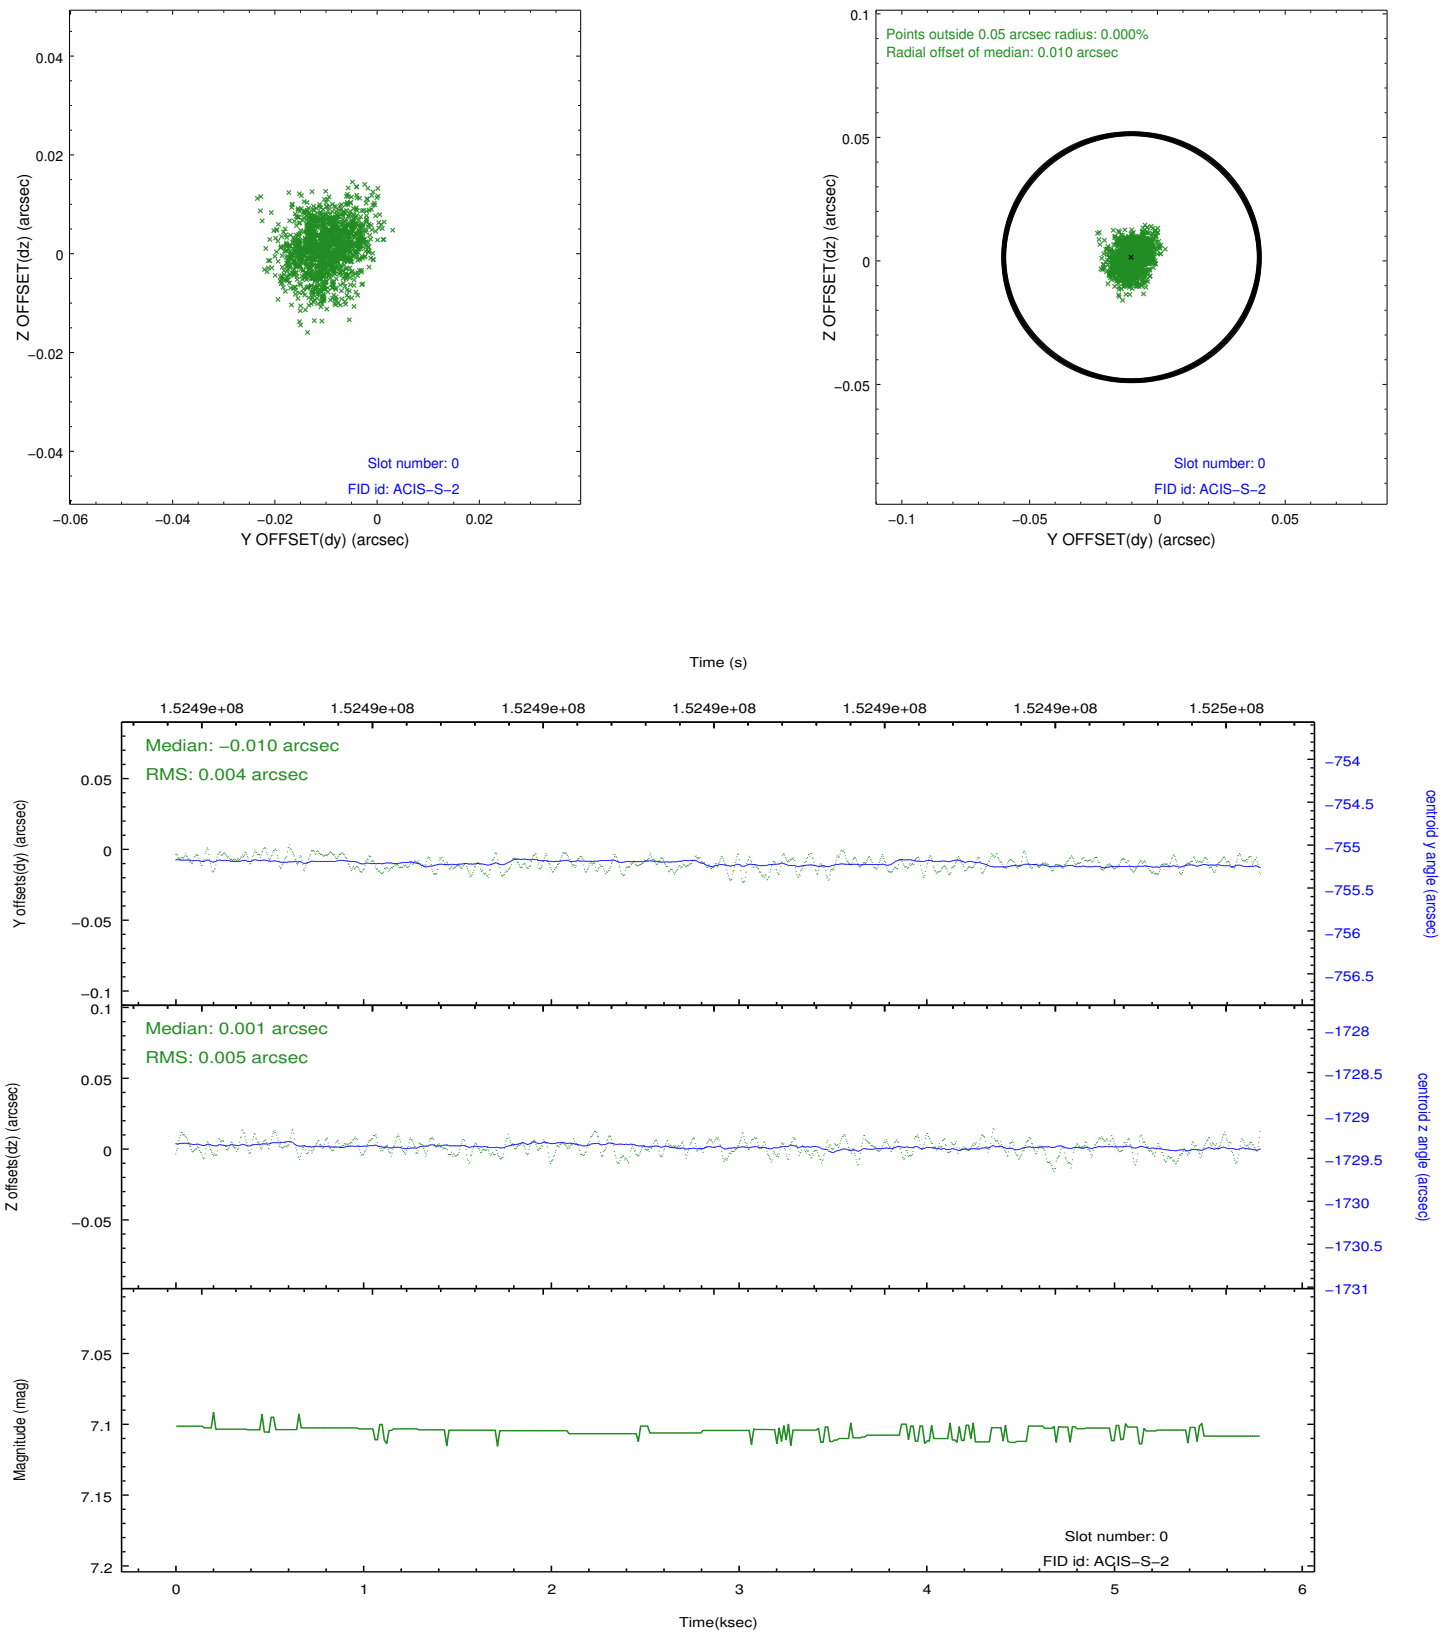 0.04
0.02
0
−0.02
−0.04
Z OFFSET(dz) (arcsec)
Slot number: 0
FID id: ACIS−S−2
−0.06
−0.04
−0.02
0
0.02
Y OFFSET(dy) (arcsec)
0.1
0.05
0
−0.05
Z OFFSET(dz) (arcsec)
Points outside 0.05 arcsec radius: 0.000%
Radial offset of median: 0.010 arcsec
Slot number: 0
FID id: ACIS−S−2
−0.1
−0.05
0
0.05
Y OFFSET(dy) (arcsec)
Time (s)
1.5249e+08
1.5249e+08
1.5249e+08
1.5249e+08
1.5249e+08
1.5249e+08
1.525e+08
Median: −0.010 arcsec
RMS: 0.004 arcsec
0.05
0
−0.05
−0.1
Y offsets(dy) (arcsec)
−754
−754.5
−755
−755.5
−756
−756.5
centroid y angle (arcsec)
Median: 0.001 arcsec
RMS: 0.005 arcsec
0.1
0.05
0
−0.05
Z offsets(dz) (arcsec)
−1728
−1728.5
−1729
−1729.5
−1730
−1730.5
−1731
centroid z angle (arcsec)
7.05
7.1
7.15
7.2
Magnitude (mag)
Slot number: 0
FID id: ACIS−S−2
0
1
2
3
4
5
6
Time(ksec)